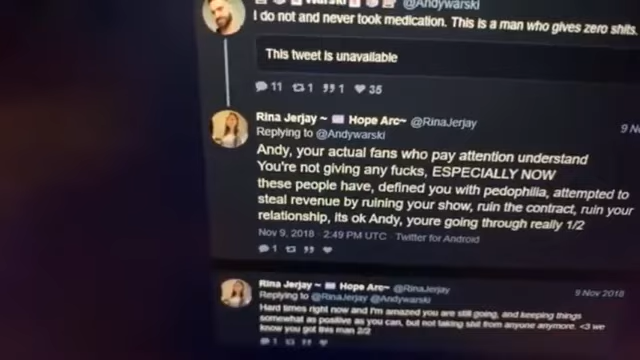 Warski @Andywarski
I do not and never took medication. This is a man who gives zero shits.
This tweet is unavailable
11 1 1 35
Rina Jerjay ~ Hope Arc~ @RinaJerjay
9 Nov
Replying to @Andywarski
Andy, your actual fans who pay attention understand
You're not giving any fucks, ESPECIALLY NOW
these people have, defined you with pedophilia, attempted to
steal revenue by ruining your show, ruin the contract, ruin your
relationship, its ok Andy, youre going through really 1/2
Nov 9, 2018 · 2:49 PM UTC · Twitter for Android
1
Rina Jerjay ~ Hope Arc~ @RinaJerjay
9 Nov 2018
Replying to @RinaJerjay @Andywarski
Hard times right now and I'm amazed you are still going, and keeping things
somewhat as positive as you can, but not taking shit from anyone anymore. <3 we
know you got this man 2/2
1